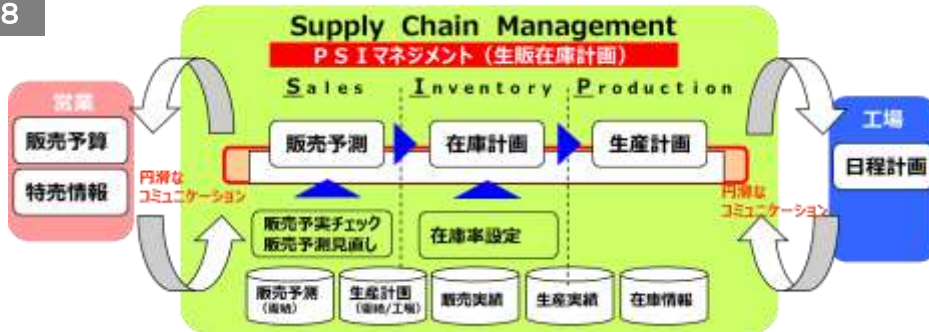 8
Supply Chain Management
PSIマネジメント（生販在庫計画）
Sales
Inventory
Production
営業
販売予算
特売情報
販売予測
在庫計画
生産計画
工場
日程計画
円滑な
コミュニケーション
円滑な
コミュニケーション
販売予実チェック
販売予測見直し
在庫率設定
販売予測
生産計画
販売実績
生産実績
在庫情報